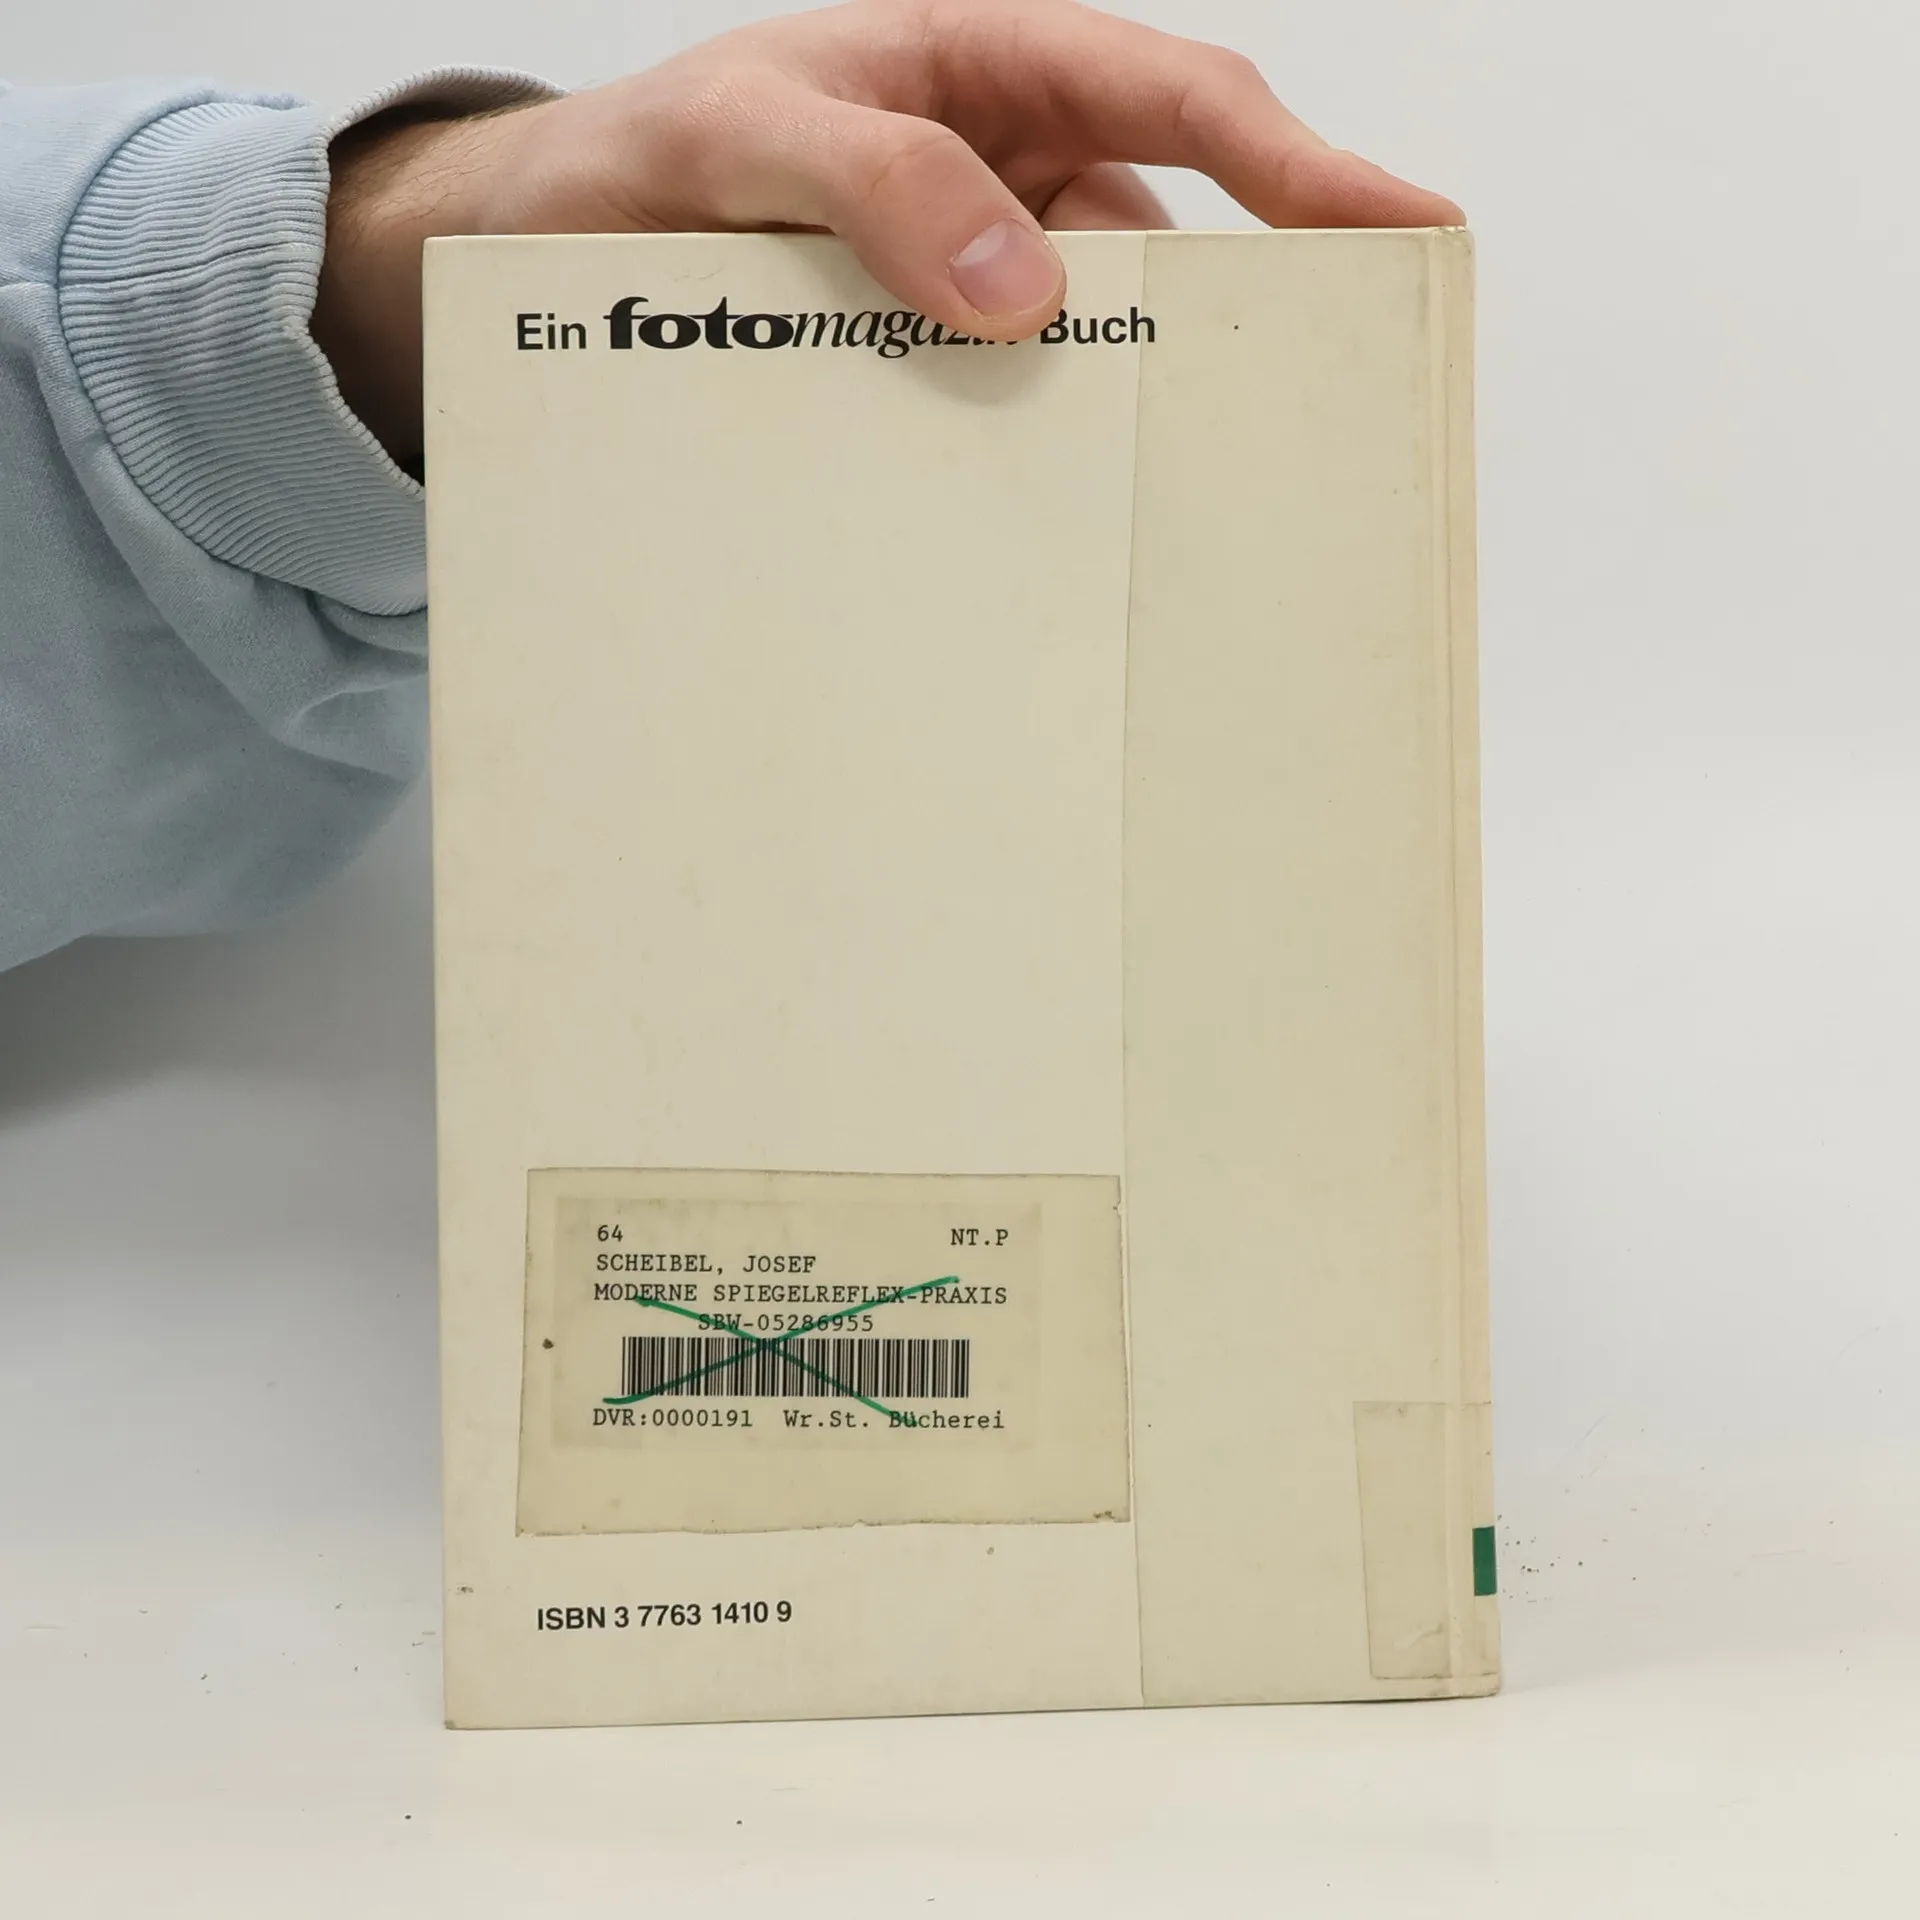 Ein fotomagazin Buch
64 NT.P
SCHEIBEL, JOSEF
MODERNE SPIEGELREFLEX-PRAXIS
SBW-05286955
DVR:0000191 Wr.St. Bücherei
ISBN 3 7763 1410 9